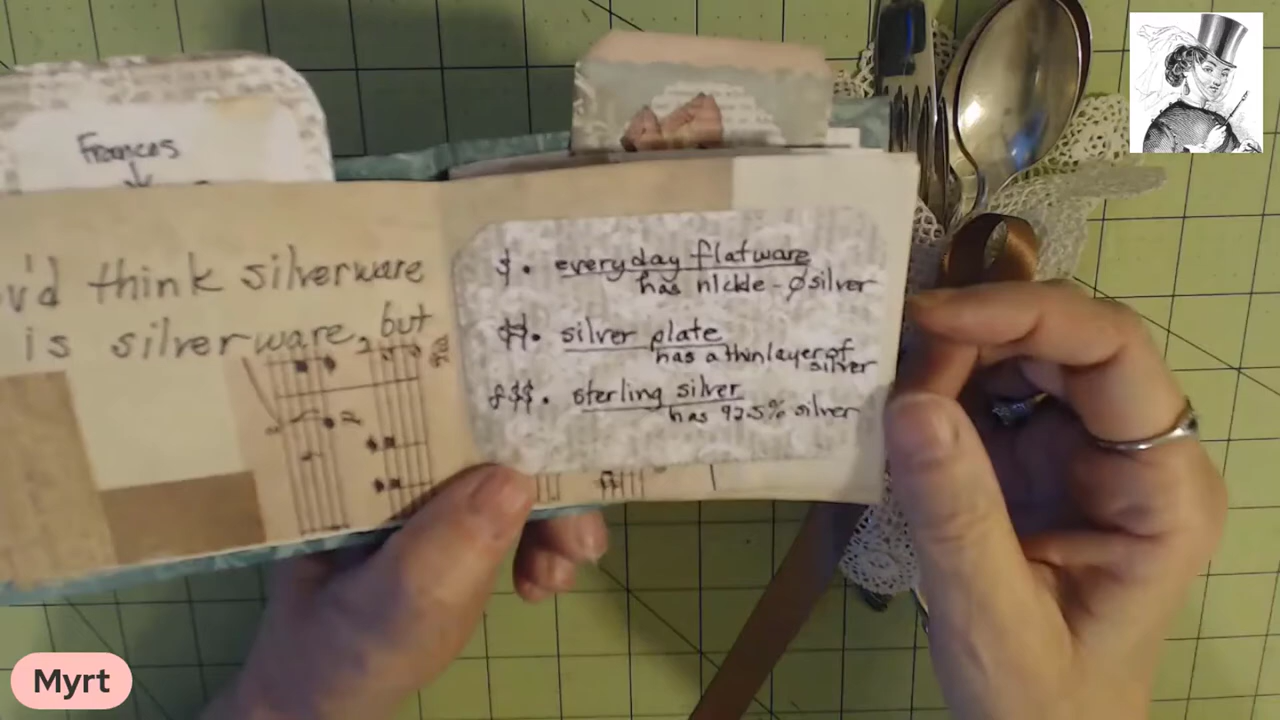 Frances
v'd think silverware
is silverware, but
$. everyday flatware
has nickle - Ø silver
$$. silver plate
has a thin layer of
silver
$$$. sterling silver
has 92.5% silver
Myrt